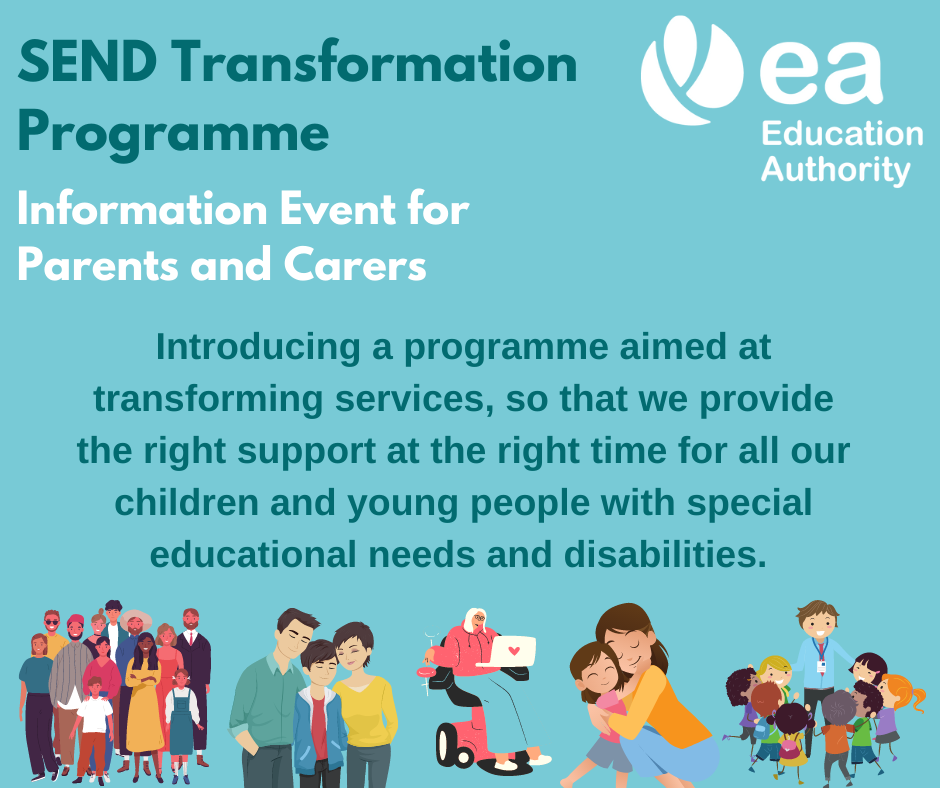 SEND Transformation
Programme
ea
Education
Authority
Information Event for
Parents and Carers
Introducing a programme aimed at
transforming services, so that we provide
the right support at the right time for all our
children and young people with special
educational needs and disabilities.